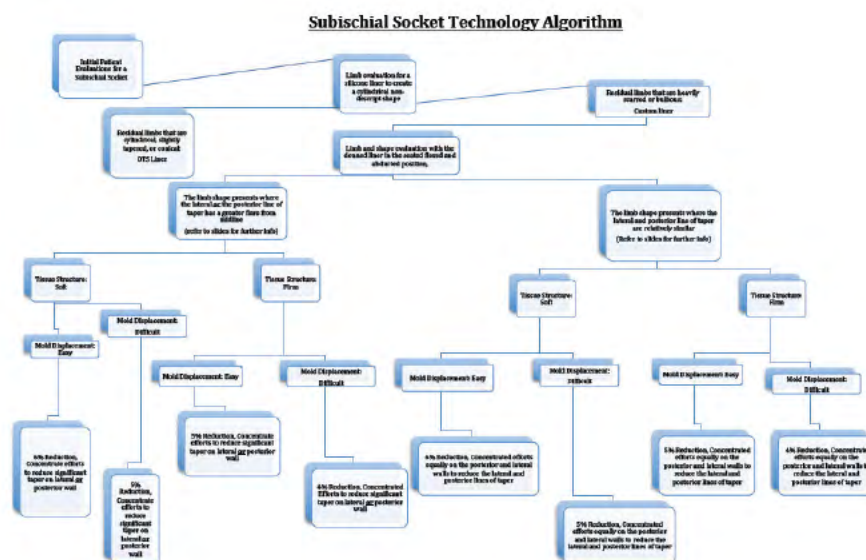 Subischial Socket Technology Algorithm
Initial Patient
Evaluations for a
Subischial Socket
Limb evaluation for a
silicone liner to create
a cylindrical non-
descript shape
Residual limbs that are heavily
scarred or bulbous:
Custom liner
Residual limbs that are
cylindrical, slightly
tapered, or conical:
OTS Liners
Limb and shape evaluation with the
donned liner in the seated flexed and
abducted position.
The limb shape presents where
the lateral or the posterior line of
taper has a greater flare from
midline
(refer to slides for further info)
The limb shape presents where the
lateral and posterior line of taper
are relatively similar
(Refer to slides for further info)
Tissue Structure:
Soft
Tissue Structure:
Firm
Tissue Structure:
Soft
Tissue Structure:
Firm
Mold Displacement:
Easy
Mold Displacement:
Difficult
Mold Displacement: Easy
Mold Displacement:
Difficult
Mold Displacement: Easy
Mold Displacement:
Difficult
Mold Displacement: Easy
Mold Displacement:
Difficult
6% Reduction,
Concentrate efforts
to reduce significant
taper on lateral or
posterior wall
5%
Reduction,
Concentrate
efforts to
reduce
significant
taper on
lateral or
posterior
wall
5% Reduction, Concentrate
efforts to reduce significant
taper on lateral or posterior
wall
4% Reduction, Concentrated
Efforts to reduce significant
taper on lateral or posterior
wall
6% Reduction, Concentrated efforts
equally on the posterior and lateral
walls to reduce the lateral and
posterior lines of taper
5% Reduction, Concentrated
efforts equally on the posterior
and lateral walls to reduce the
lateral and posterior lines of taper
5% Reduction, Concentrated
efforts equally on the
posterior and lateral walls to
reduce the lateral and
posterior lines of taper
4% Reduction, Concentrated
efforts equally on the
posterior and lateral walls to
reduce the lateral and
posterior lines of taper